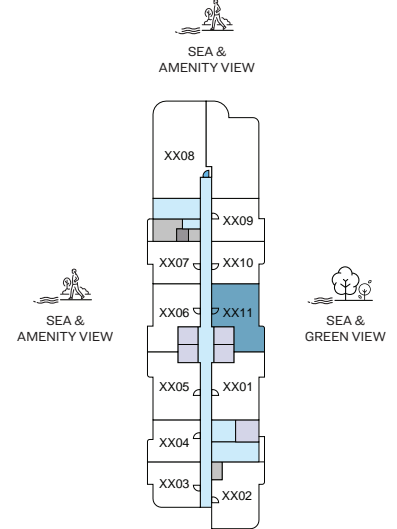 SEA &
AMENITY VIEW
XX08
XX09
XX07
XX10
XX06
XX11
SEA &
AMENITY VIEW
SEA &
GREEN VIEW
XX05
XX01
XX04
XX03
XX02